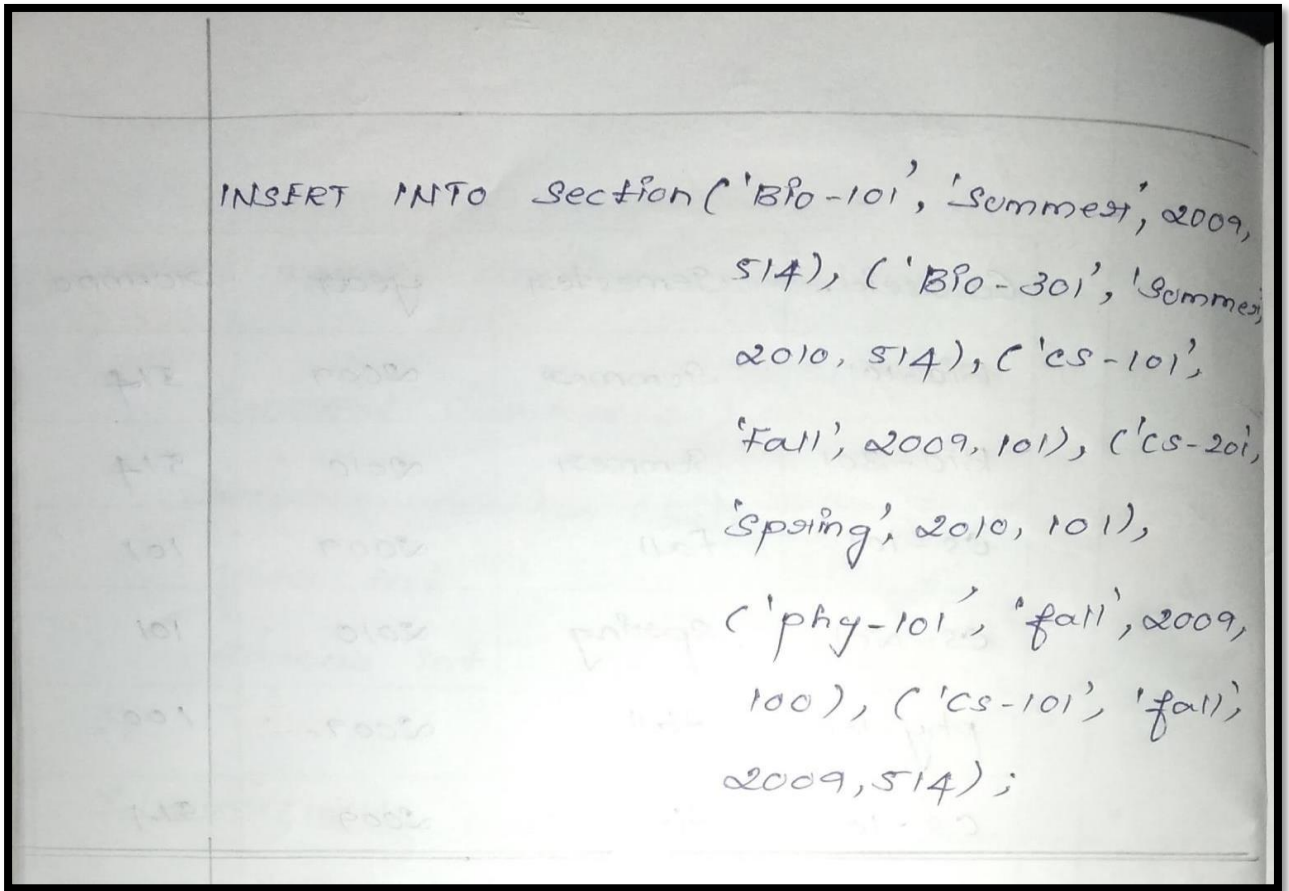 INSERT INTO Section('Bio-101', 'Summer', 2009,
514), ('Bio-301', 'Summer,
2010, 514), ('cs-101',
'Fall', 2009, 101), ('cs-201',
'spring', 2010, 101),
('phy-101', 'fall', 2009,
100), ('cs-101', 'fall',
2009,514);